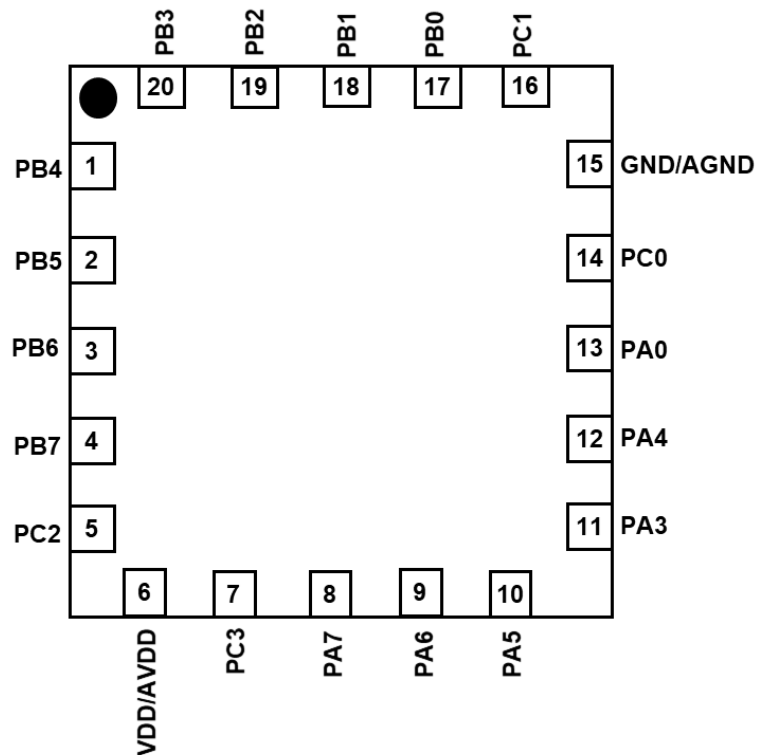 PB3 PB2 PB1 PB0 PC1
20 19 18 17 16
PB4 1 15 GND/AGND
PB5 2 14 PC0
PB6 3 13 PA0
PB7 4 12 PA4
PC2 5 11 PA3
6 7 8 9 10
VDD/AVDD PC3 PA7 PA6 PA5